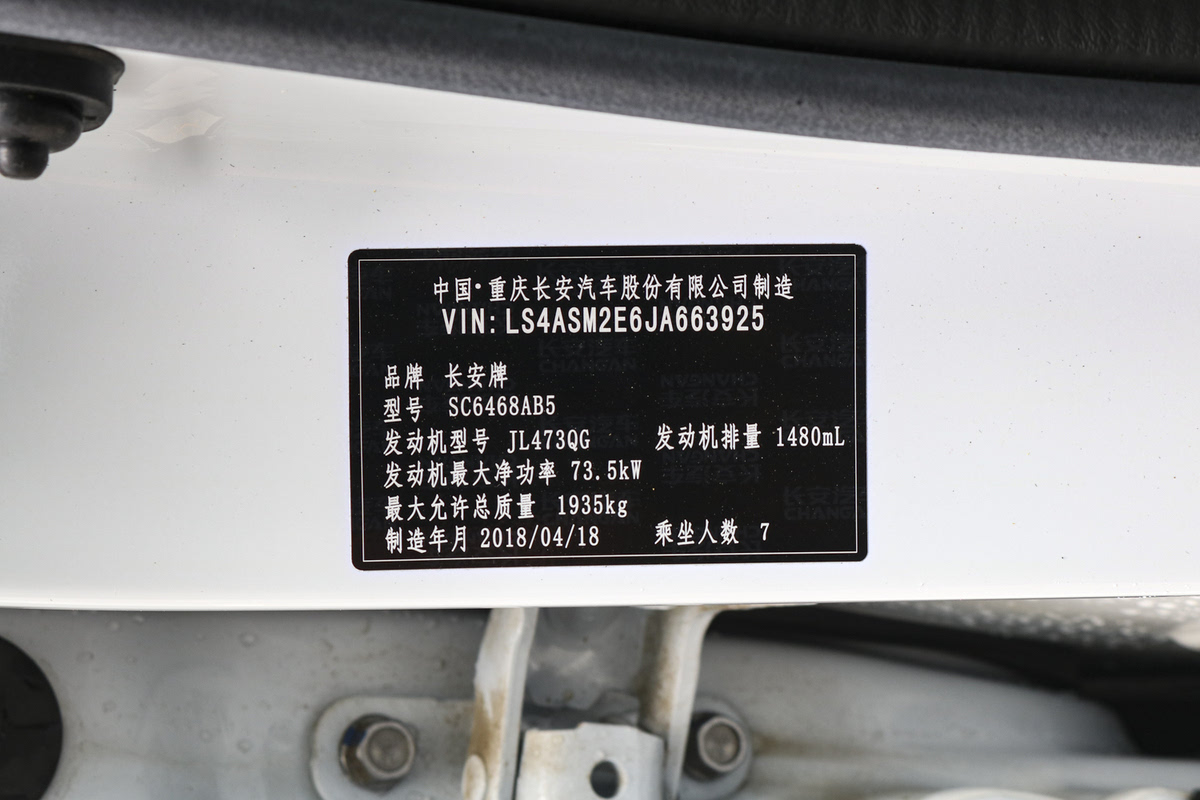 中国·重庆长安汽车股份有限公司制造
VIN: LS4ASM2E6JA663925
品牌 长安牌
型号 SC6468AB5
发动机型号 JL473QG 发动机排量 1480mL
发动机最大净功率 73.5kW
最大允许总质量 1935kg
制造年月 2018/04/18 乘坐人数 7